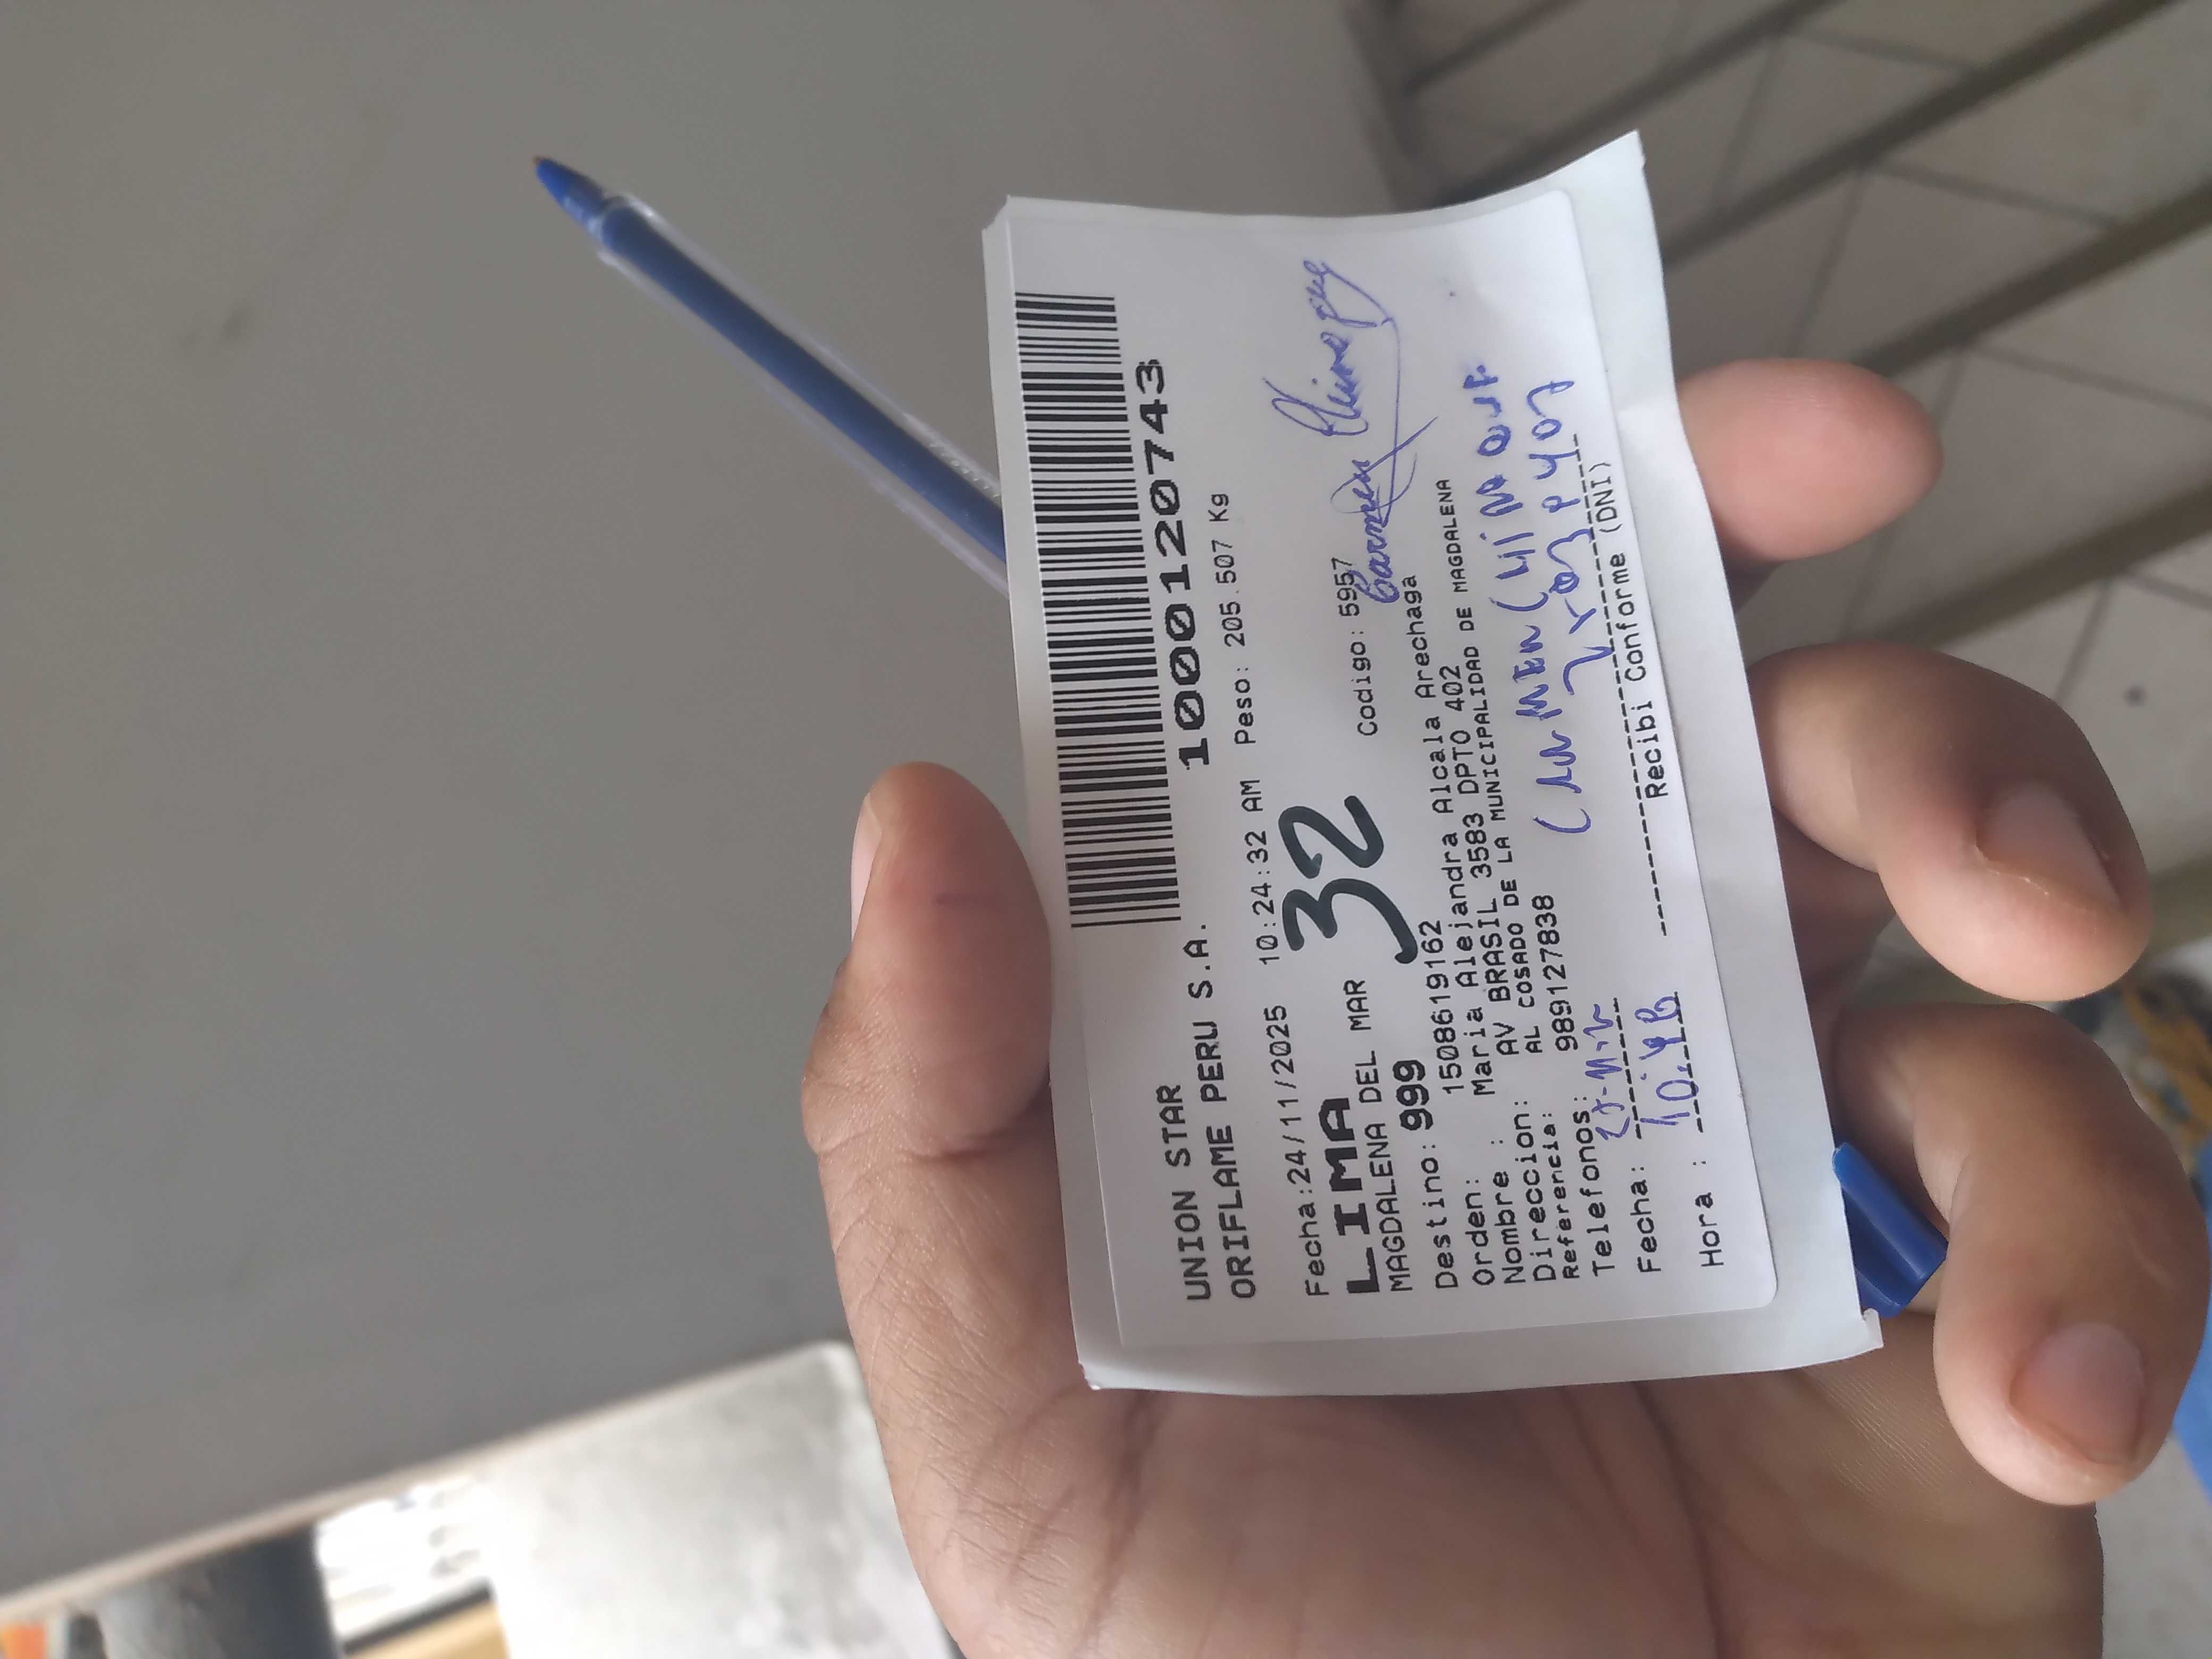 UNION STAR
ORIFLAME PERU S.A.
1000120743
Fecha:24/11/2025 10:24:32 AM Peso: 205.507 Kg
LIMA
32
MAGDALENA DEL MAR
Codigo: 5957
Carmen
Destino: 999
Orden: 1508619162
Nombre : Maria Alejandra Alcala Arechaga
Direccion: AV BRASIL 3583 DPTO 402
Referencia: AL COSADO DE LA MUNICIPALIDAD DE MAGDALENA
Telefonos: 989127838
Fecha:
Hora :
Recibi Conforme (DNI)